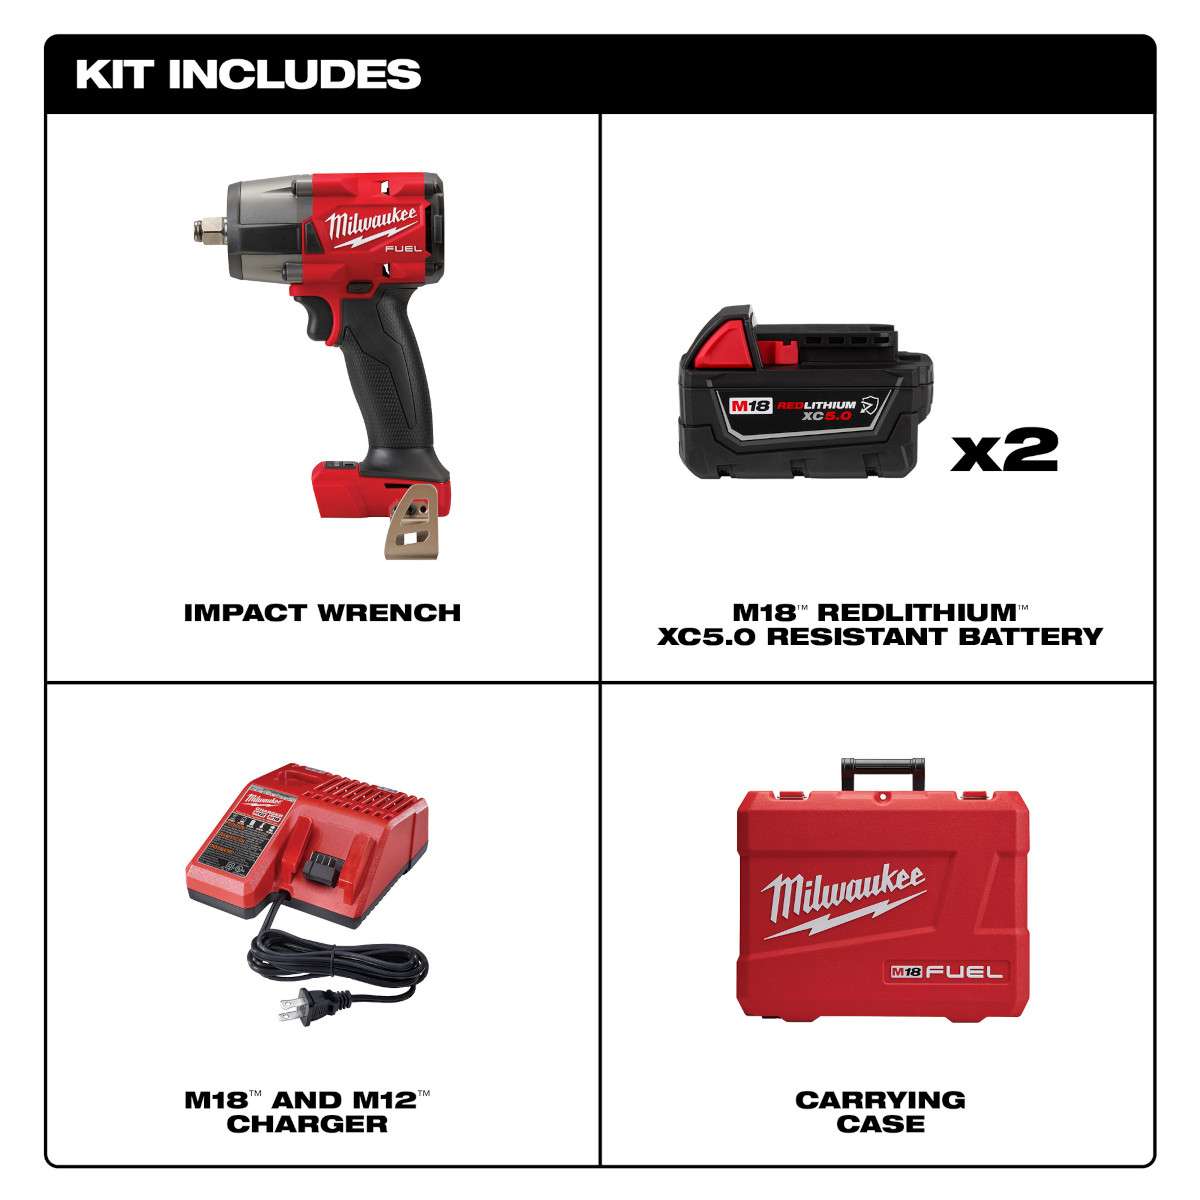 KIT INCLUDES
Milwaukee
FUEL
IMPACT WRENCH
M18 REDLITHIUM
XC5.0
x2
M18™ REDLITHIUM™
XC5.0 RESISTANT BATTERY
Milwaukee
M18™ AND M12™
CHARGER
Milwaukee
M18 FUEL
CARRYING
CASE